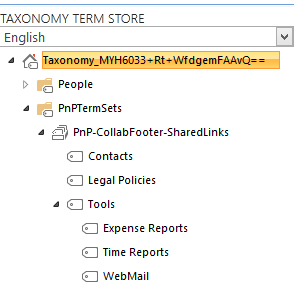 TAXONOMY TERM STORE
English
Taxonomy_MYH6033+Rt+WfdgemFAAvQ==
People
PnPTermSets
PnP-CollabFooter-SharedLinks
Contacts
Legal Policies
Tools
Expense Reports
Time Reports
WebMail